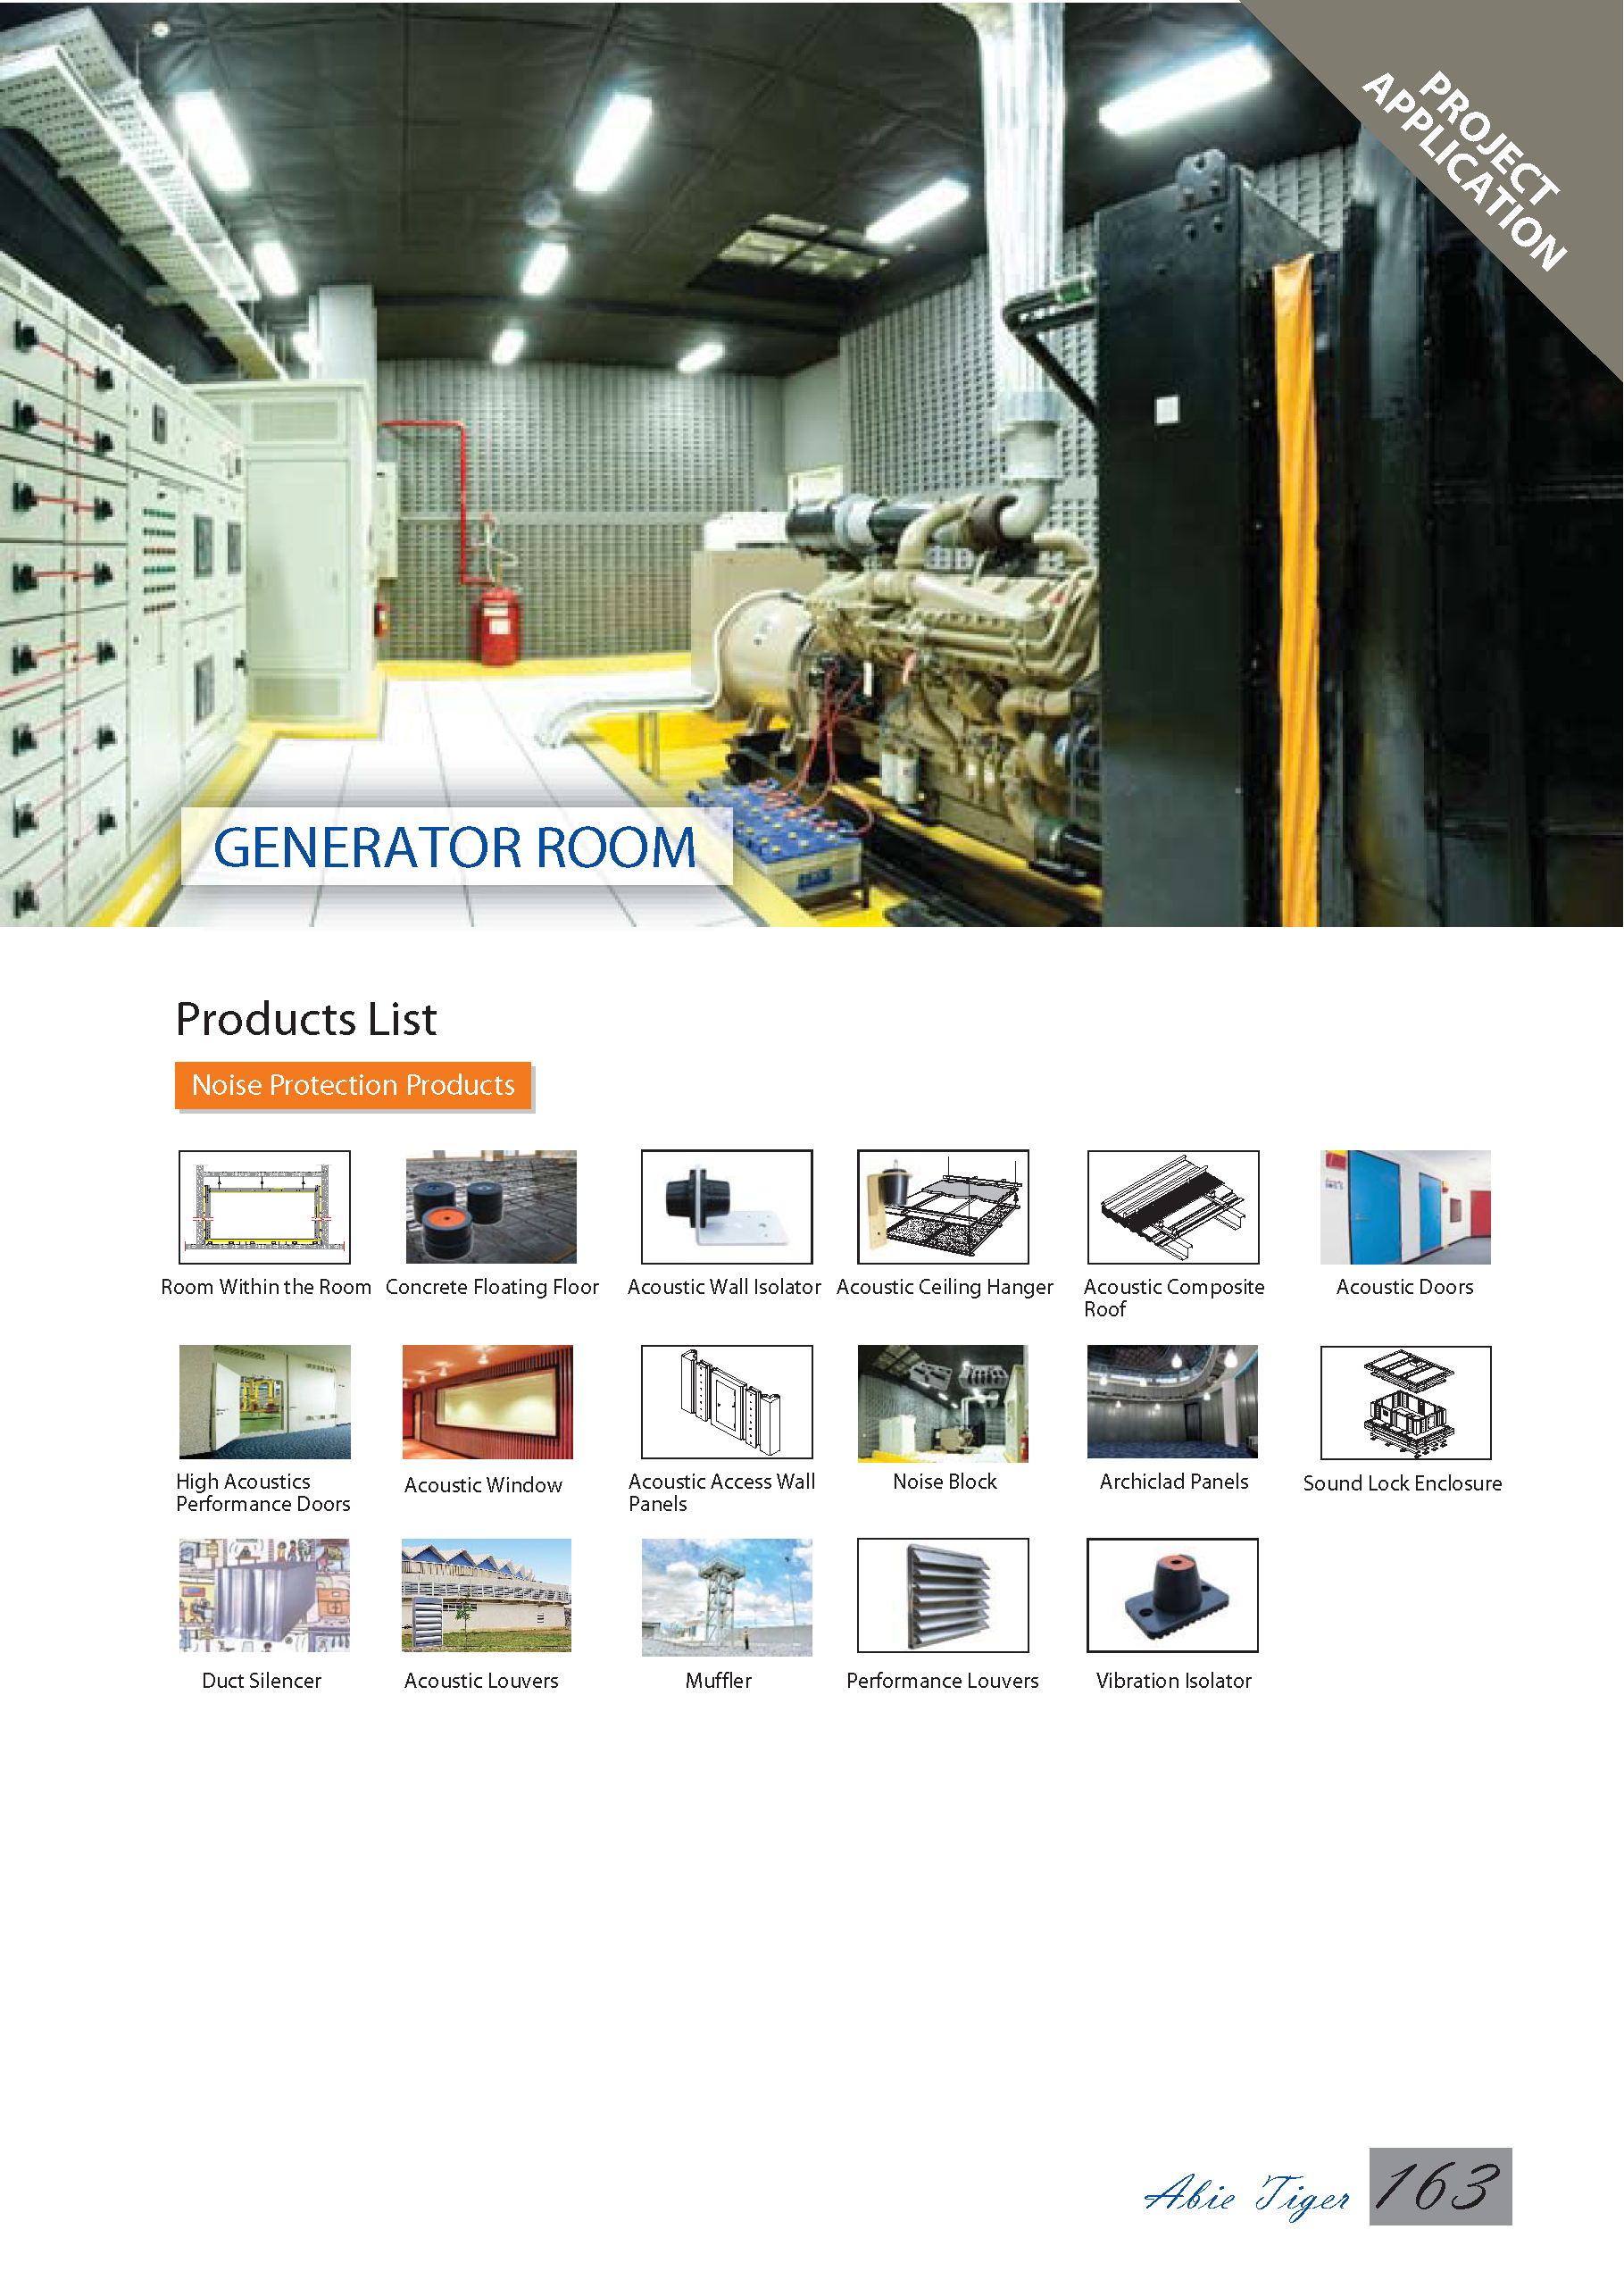 PROJECT
APPLICATION
GENERATOR ROOM
Products List
Noise Protection Products
Room Within the Room
Concrete Floating Floor
Acoustic Wall Isolator
Acoustic Ceiling Hanger
Acoustic Composite
Roof
Acoustic Doors
High Acoustics
Performance Doors
Acoustic Window
Acoustic Access Wall
Panels
Noise Block
Archiclad Panels
Sound Lock Enclosure
Duct Silencer
Acoustic Louvers
Muffler
Performance Louvers
Vibration Isolator
Abie Tiger 163